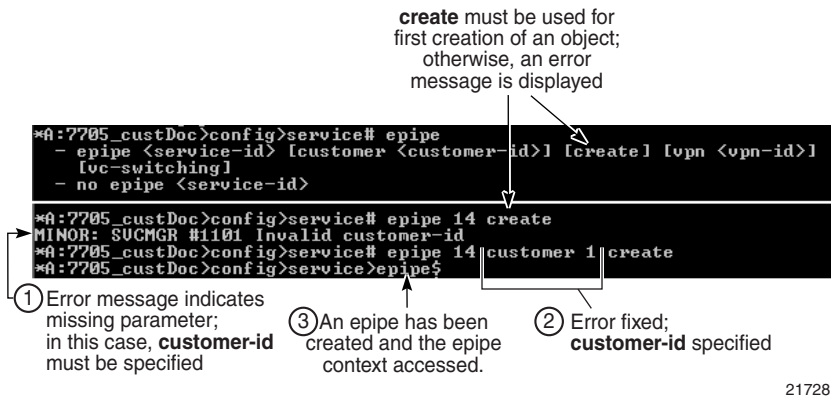 create must be used for
first creation of an object;
otherwise, an error
message is displayed
*A:7705_custDoc>config>service# epipe
- epipe <service-id> [customer <customer-id>] [create] [vpn <vpn-id>]
[vc-switching]
- no epipe <service-id>
*A:7705_custDoc>config>service# epipe 14 create
MINOR: SVCMGR #1101 Invalid customer-id
*A:7705_custDoc>config>service# epipe 14 customer 1 create
*A:7705_custDoc>config>service>epipe$
1 Error message indicates
missing parameter;
in this case, customer-id
must be specified
3 An epipe has been
created and the epipe
context accessed.
2 Error fixed;
customer-id specified
21728